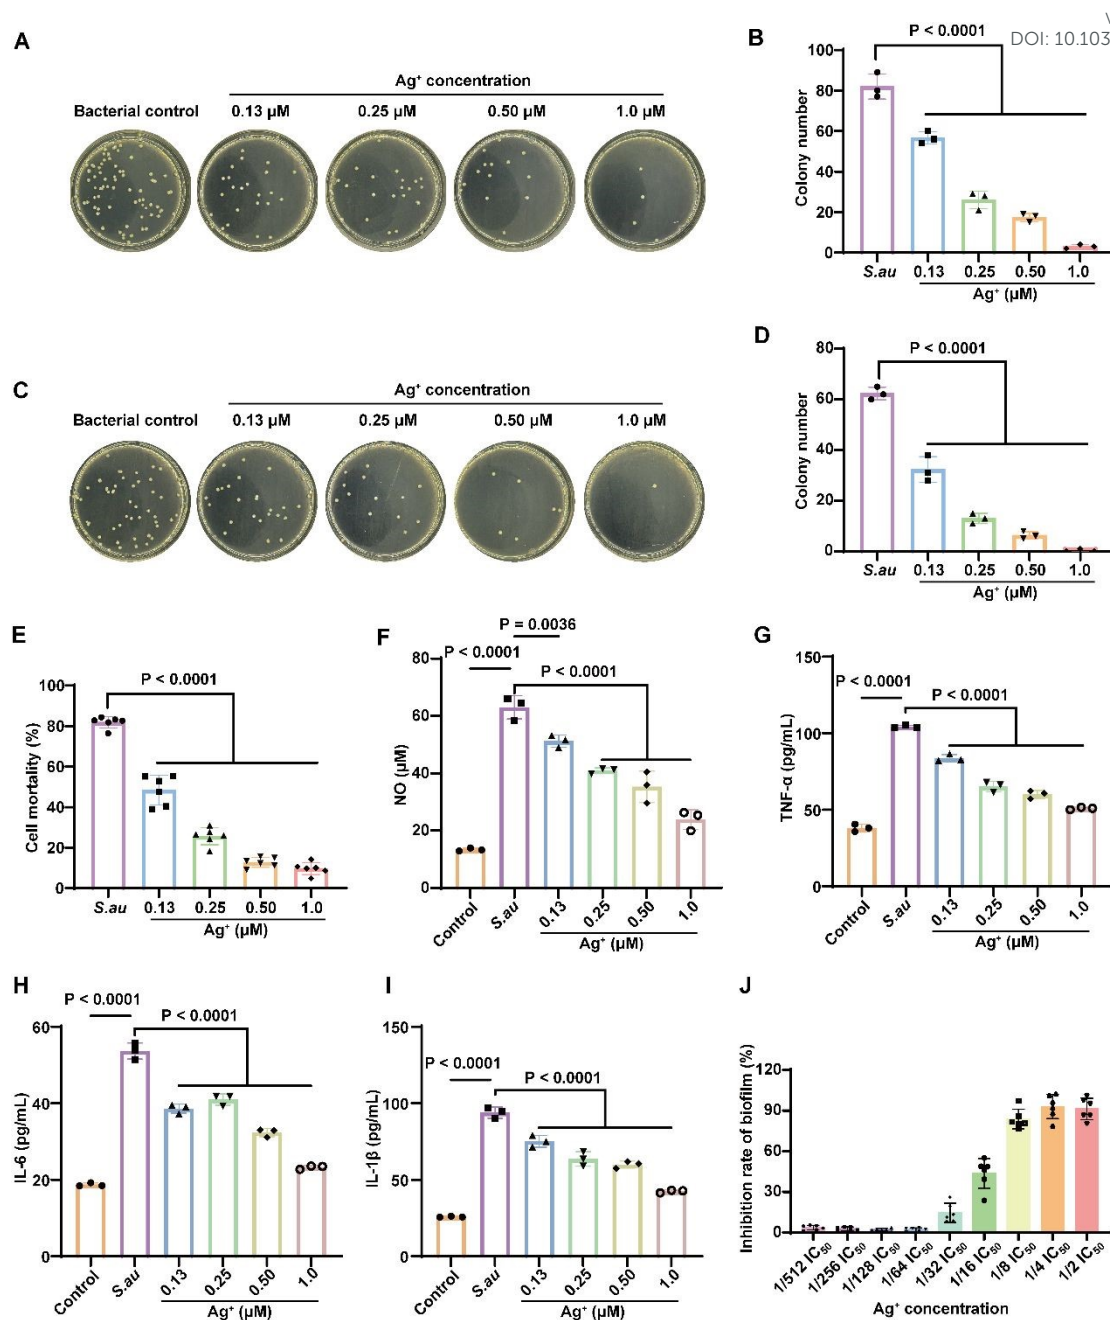 DOI: 10.103
A
Ag⁺ concentration
Bacterial control
0.13 µM
0.25 µM
0.50 µM
1.0 µM
B
P < 0.0001
Colony number
100
80
60
40
20
0
S.au
0.13
0.25
0.50
1.0
Ag⁺ (µM)
C
Ag⁺ concentration
Bacterial control
0.13 µM
0.25 µM
0.50 µM
1.0 µM
D
P < 0.0001
Colony number
80
60
40
20
0
S.au
0.13
0.25
0.50
1.0
Ag⁺ (µM)
E
P < 0.0001
Cell mortality (%)
100
80
60
40
20
0
S.au
0.13
0.25
0.50
1.0
Ag⁺ (µM)
F
P = 0.0036
P < 0.0001
P < 0.0001
NO (µM)
80
60
40
20
0
Control
S.au
0.13
0.25
0.50
1.0
Ag⁺ (µM)
G
P < 0.0001
P < 0.0001
TNF-α (pg/mL)
150
100
50
0
Control
S.au
0.13
0.25
0.50
1.0
Ag⁺ (µM)
H
P < 0.0001
P < 0.0001
IL-6 (pg/mL)
60
40
20
0
Control
S.au
0.13
0.25
0.50
1.0
Ag⁺ (µM)
I
P < 0.0001
P < 0.0001
IL-1β (pg/mL)
150
100
50
0
Control
S.au
0.13
0.25
0.50
1.0
Ag⁺ (µM)
J
Inhibition rate of biofilm (%)
120
90
60
30
0
1/512 IC₅₀
1/256 IC₅₀
1/128 IC₅₀
1/64 IC₅₀
1/32 IC₅₀
1/16 IC₅₀
1/8 IC₅₀
1/4 IC₅₀
1/2 IC₅₀
Ag⁺ concentration